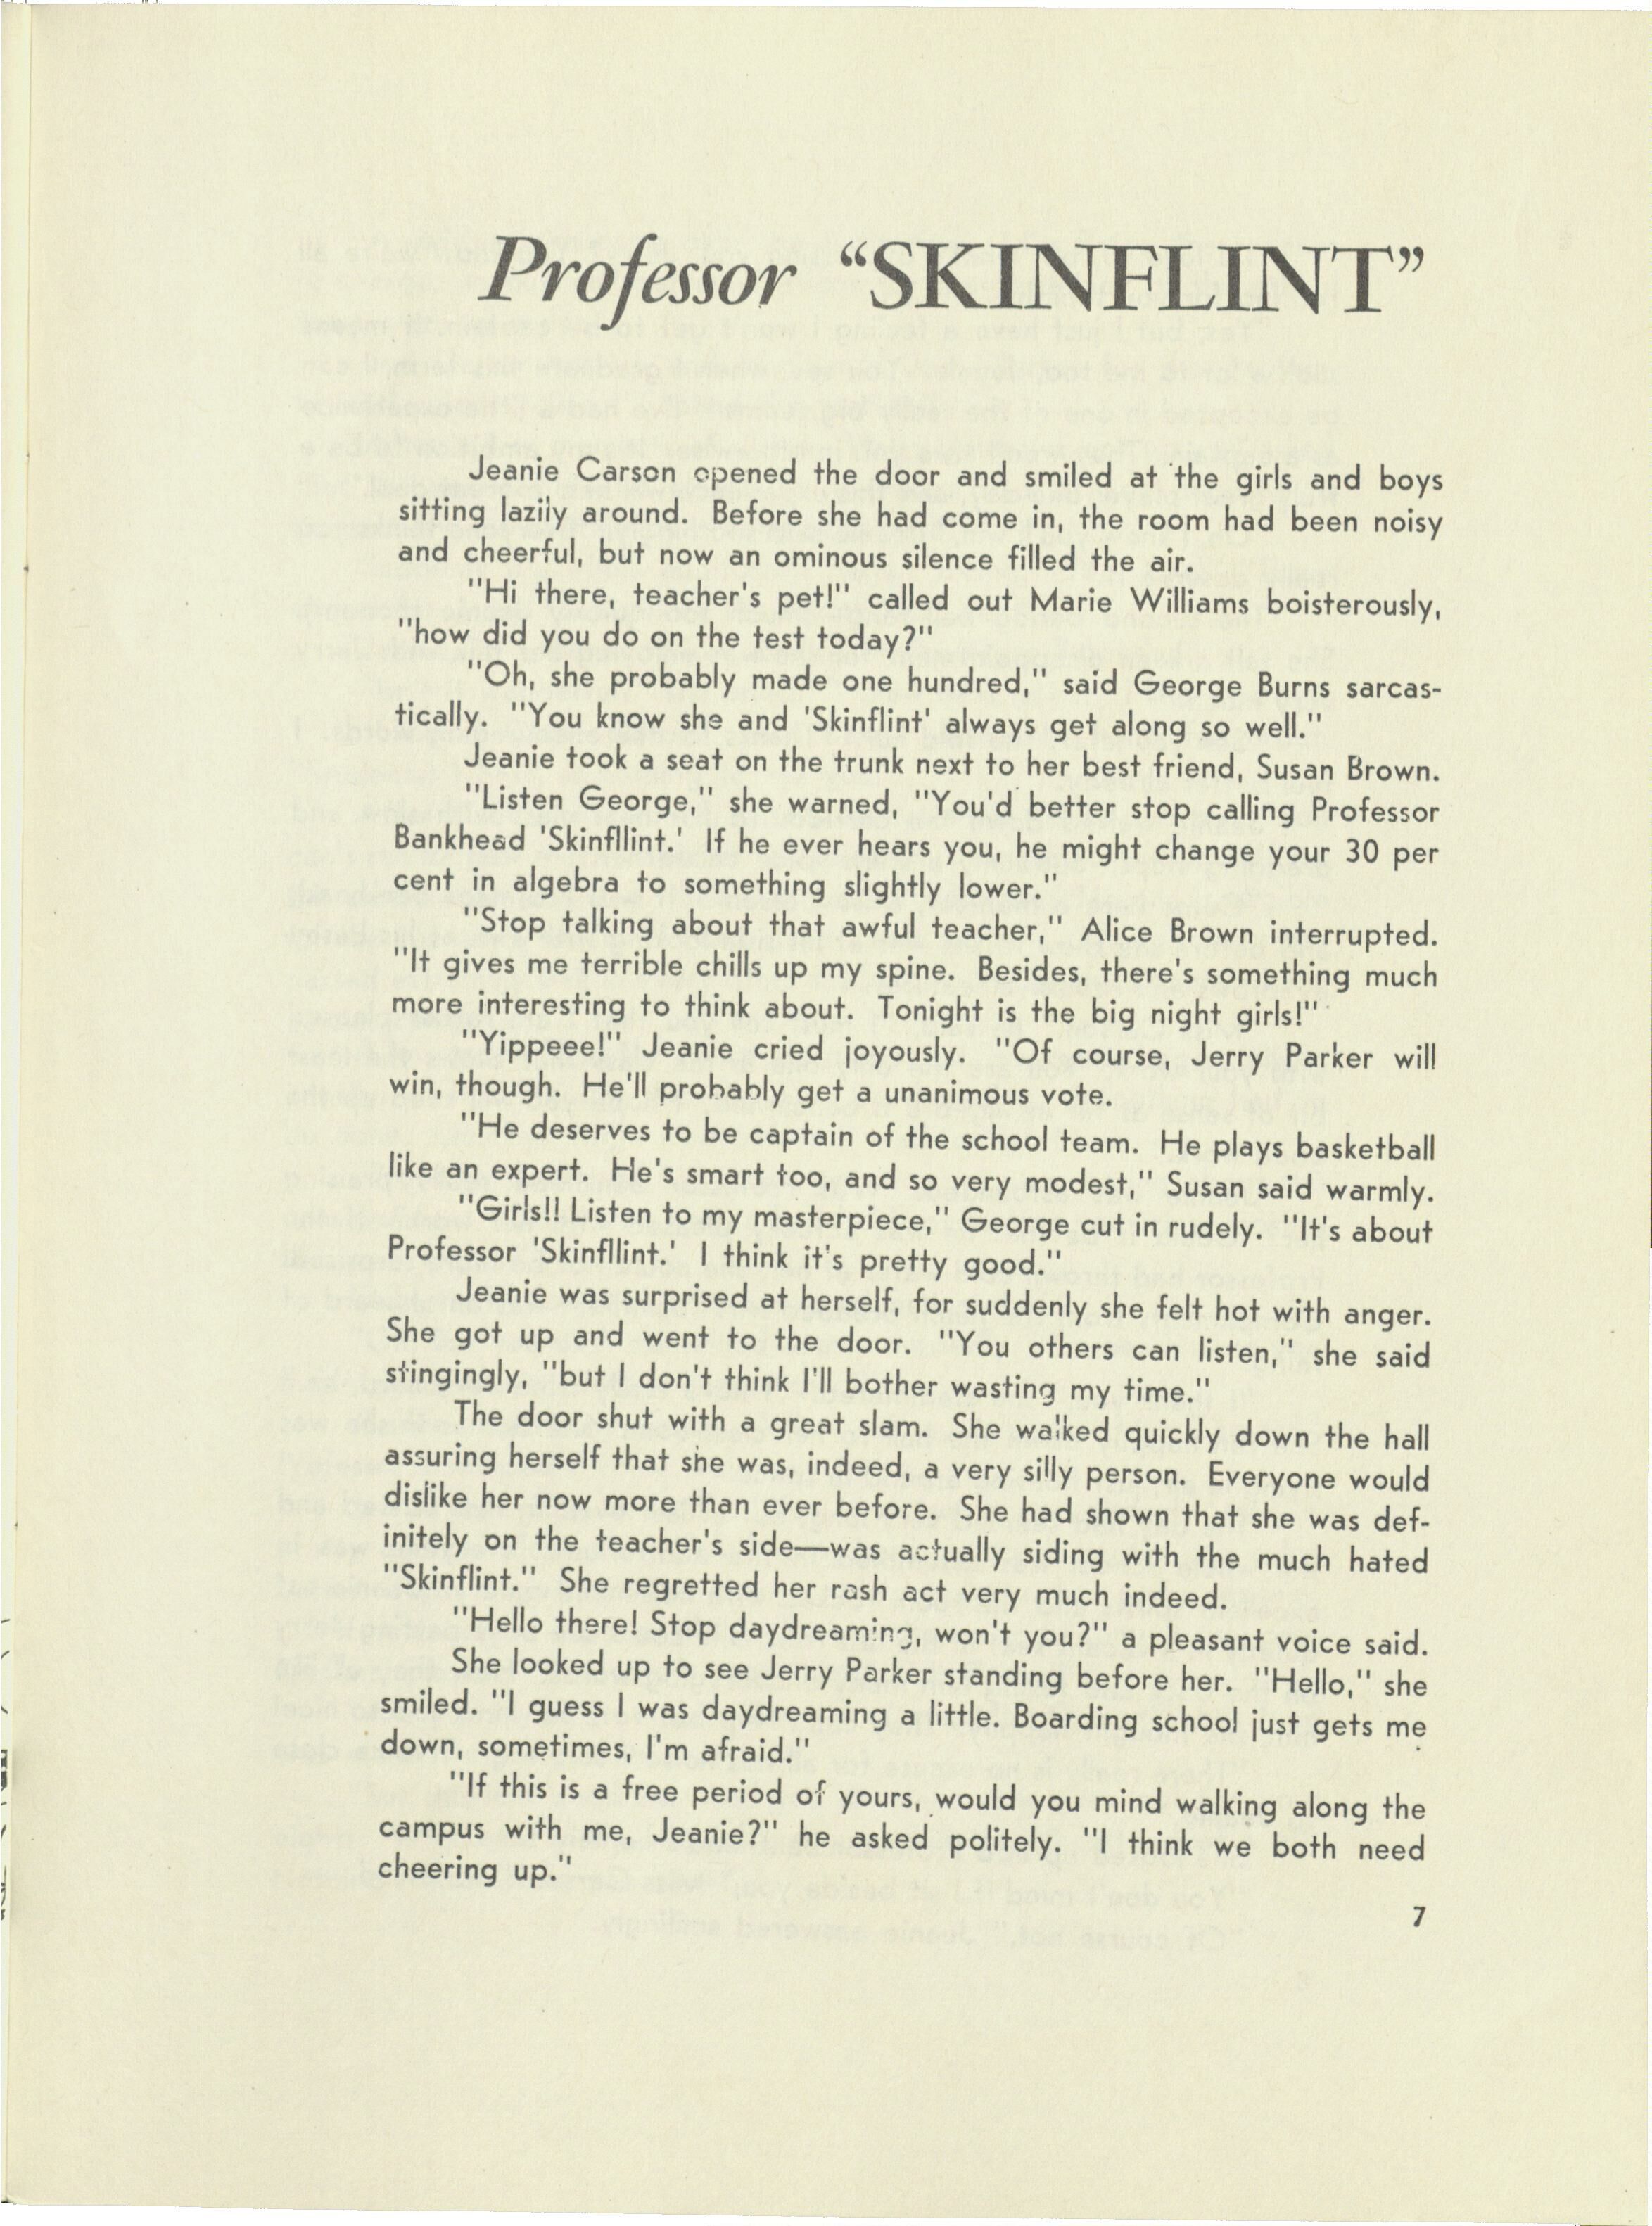 Professor “SKINFLINT”
Jeanie Carson opened the door and smiled at the girls and boys
sitting lazily around. Before she had come in, the room had been noisy
and cheerful, but now an ominous silence filled the air.
"Hi there, teacher's pet!" called out Marie Williams boisterously,
"how did you do on the test today?"
"Oh, she probably made one hundred," said George Burns sarcas-
tically. "You know she and 'Skinflint' always get along so well."
Jeanie took a seat on the trunk next to her best friend, Susan Brown.
"Listen George," she warned, "You'd better stop calling Professor
Bankhead 'Skinfllint.' If he ever hears you, he might change your 30 per
cent in algebra to something slightly lower."
"Stop talking about that awful teacher," Alice Brown interrupted.
"It gives me terrible chills up my spine. Besides, there's something much
more interesting to think about. Tonight is the big night girls!"
"Yippeee!" Jeanie cried joyously. "Of course, Jerry Parker will
win, though. He'll probably get a unanimous vote.
"He deserves to be captain of the school team. He plays basketball
like an expert. He's smart too, and so very modest," Susan said warmly.
"Girls!! Listen to my masterpiece," George cut in rudely. "It's about
Professor 'Skinfllint.' I think it's pretty good."
Jeanie was surprised at herself, for suddenly she felt hot with anger.
She got up and went to the door. "You others can listen," she said
stingingly, "but I don't think I'll bother wasting my time."
The door shut with a great slam. She walked quickly down the hall
assuring herself that she was, indeed, a very silly person. Everyone would
dislike her now more than ever before. She had shown that she was def-
initely on the teacher's side—was actually siding with the much hated
"Skinflint." She regretted her rash act very much indeed.
"Hello there! Stop daydreaming, won't you?" a pleasant voice said.
She looked up to see Jerry Parker standing before her. "Hello," she
smiled. "I guess I was daydreaming a little. Boarding school just gets me
down, sometimes, I'm afraid."
"If this is a free period of yours, would you mind walking along the
campus with me, Jeanie?" he asked politely. "I think we both need
cheering up."
7